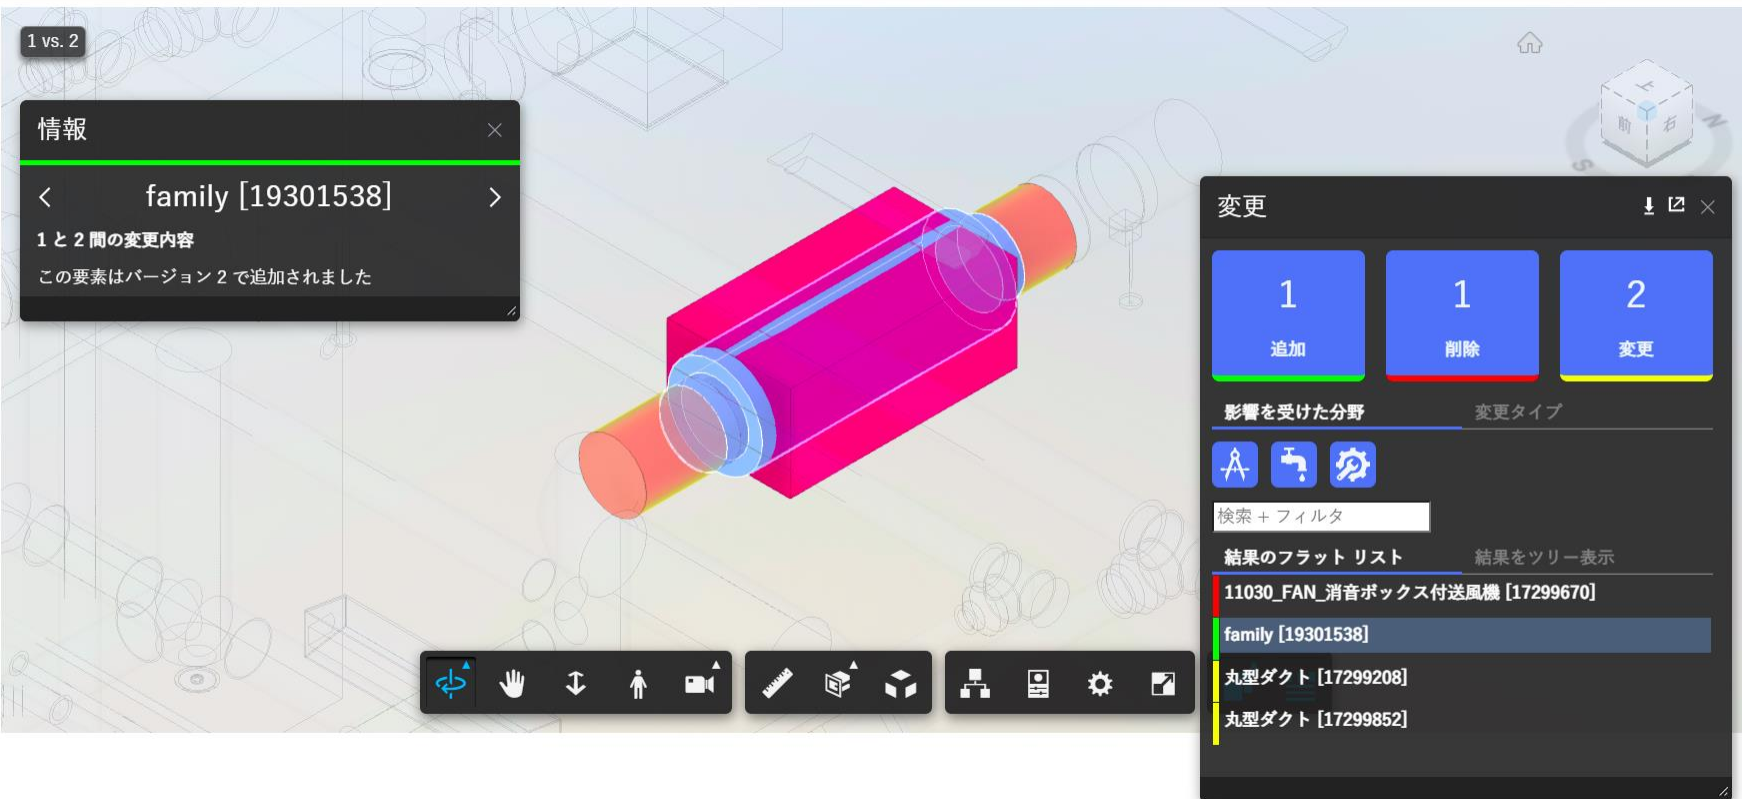 1 vs. 2
情報
family [19301538]
1 と 2 間の変更内容
この要素はバージョン 2 で追加されました
上
前
右
N
S
変更
1
追加
1
削除
2
変更
影響を受けた分野
変更タイプ
検索 + フィルタ
結果のフラット リスト
結果をツリー表示
11030_FAN_消音ボックス付送風機 [17299670]
family [19301538]
丸型ダクト [17299208]
丸型ダクト [17299852]